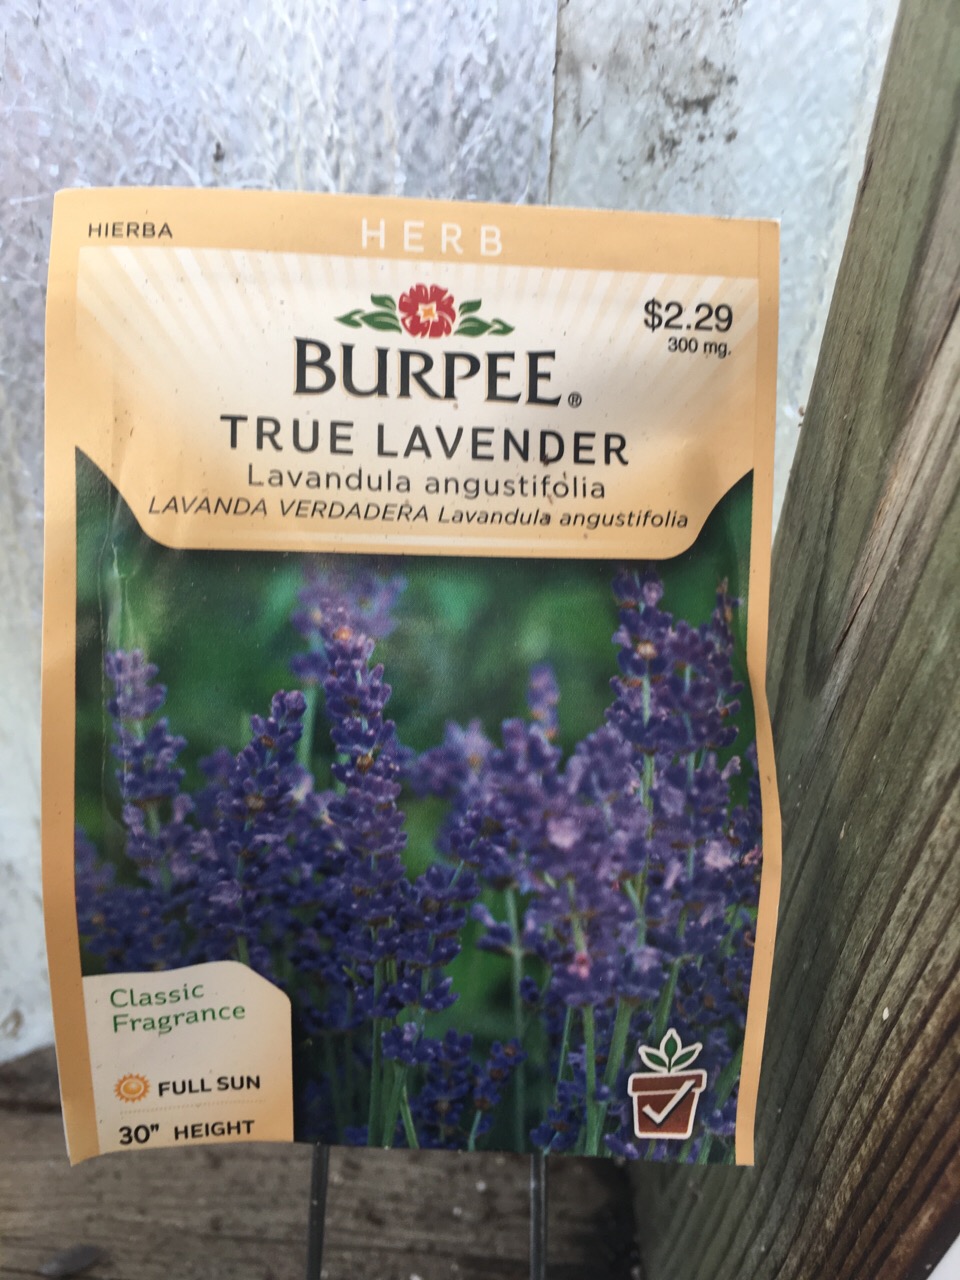 HIERBA
HERB
$2.29
300 mg.
BURPEE®
TRUE LAVENDER
Lavandula angustifolia
LAVANDA VERDADERA Lavandula angustifolia
Classic
Fragrance
FULL SUN
30" HEIGHT